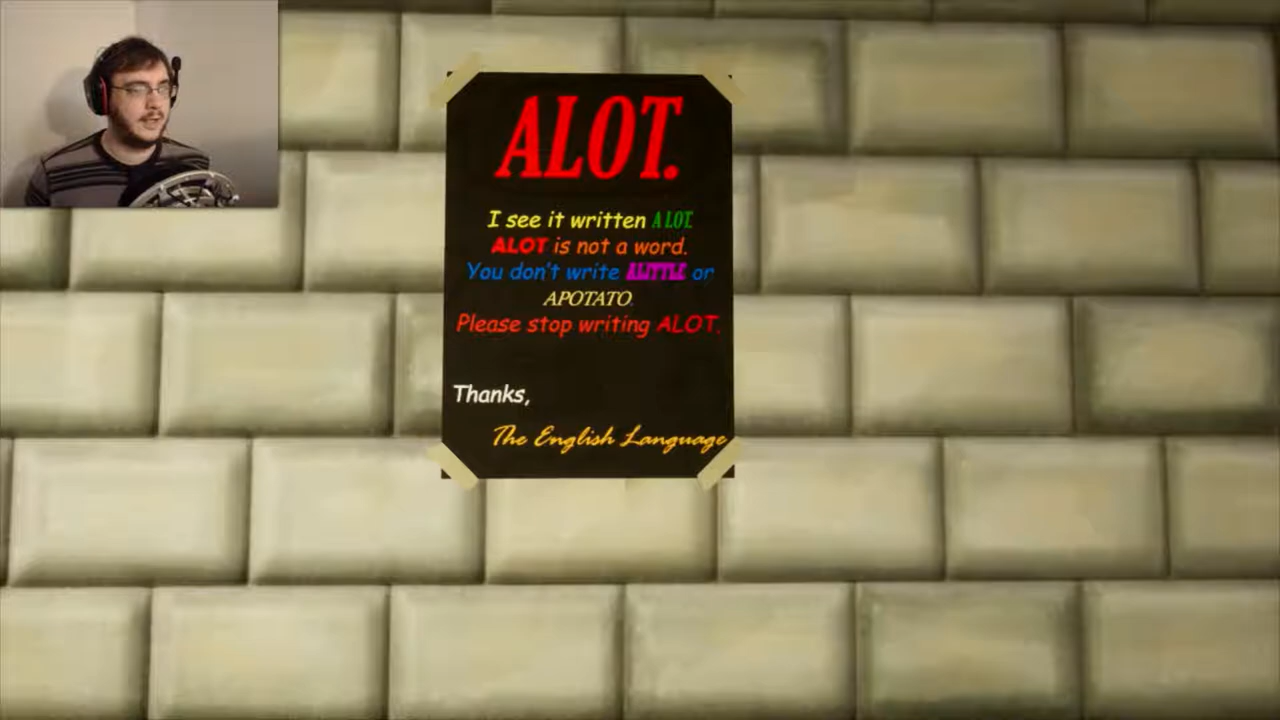 ALOT.
I see it written ALOT.
ALOT is not a word.
You don't write ALITTLE or
APOTATO.
Please stop writing ALOT.
Thanks,
The English Language